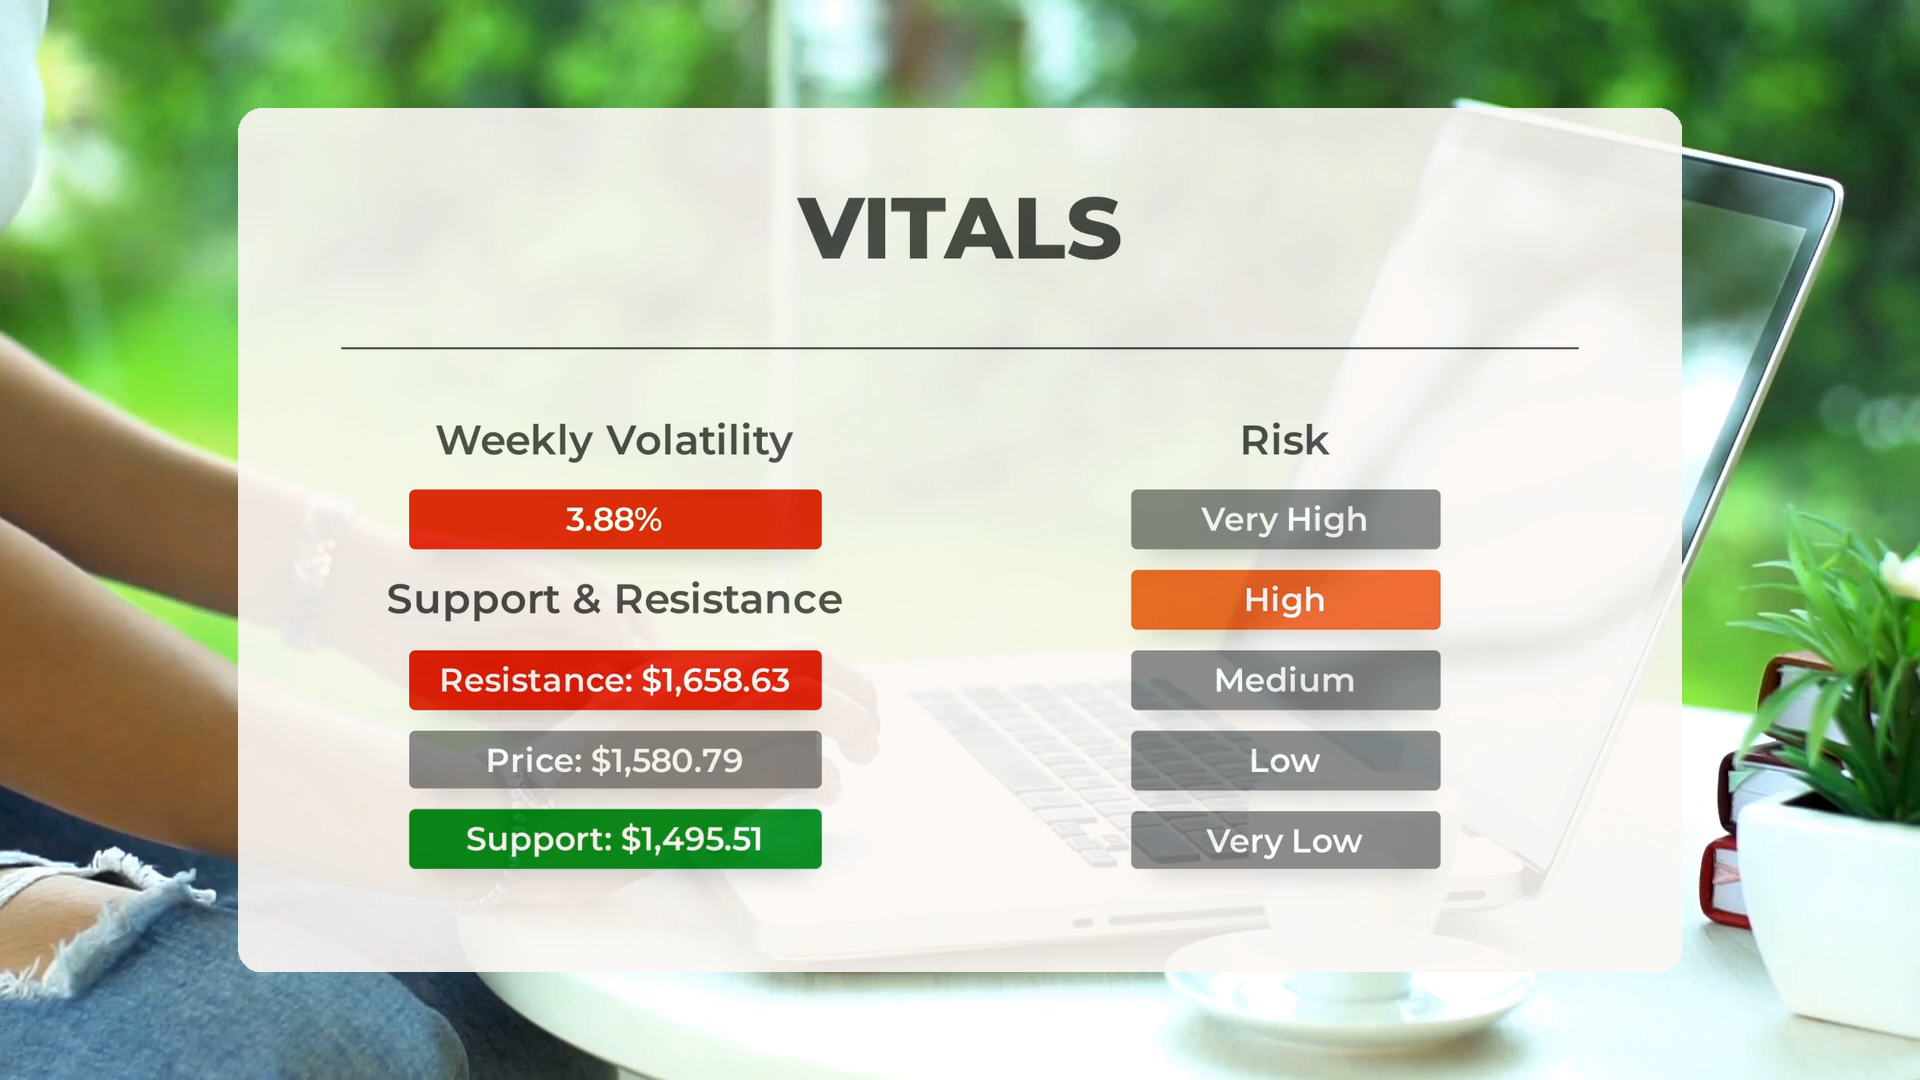 VITALS
Weekly Volatility
3.88%
Support & Resistance
Resistance: $1,658.63
Price: $1,580.79
Support: $1,495.51
Risk
Very High
High
Medium
Low
Very Low